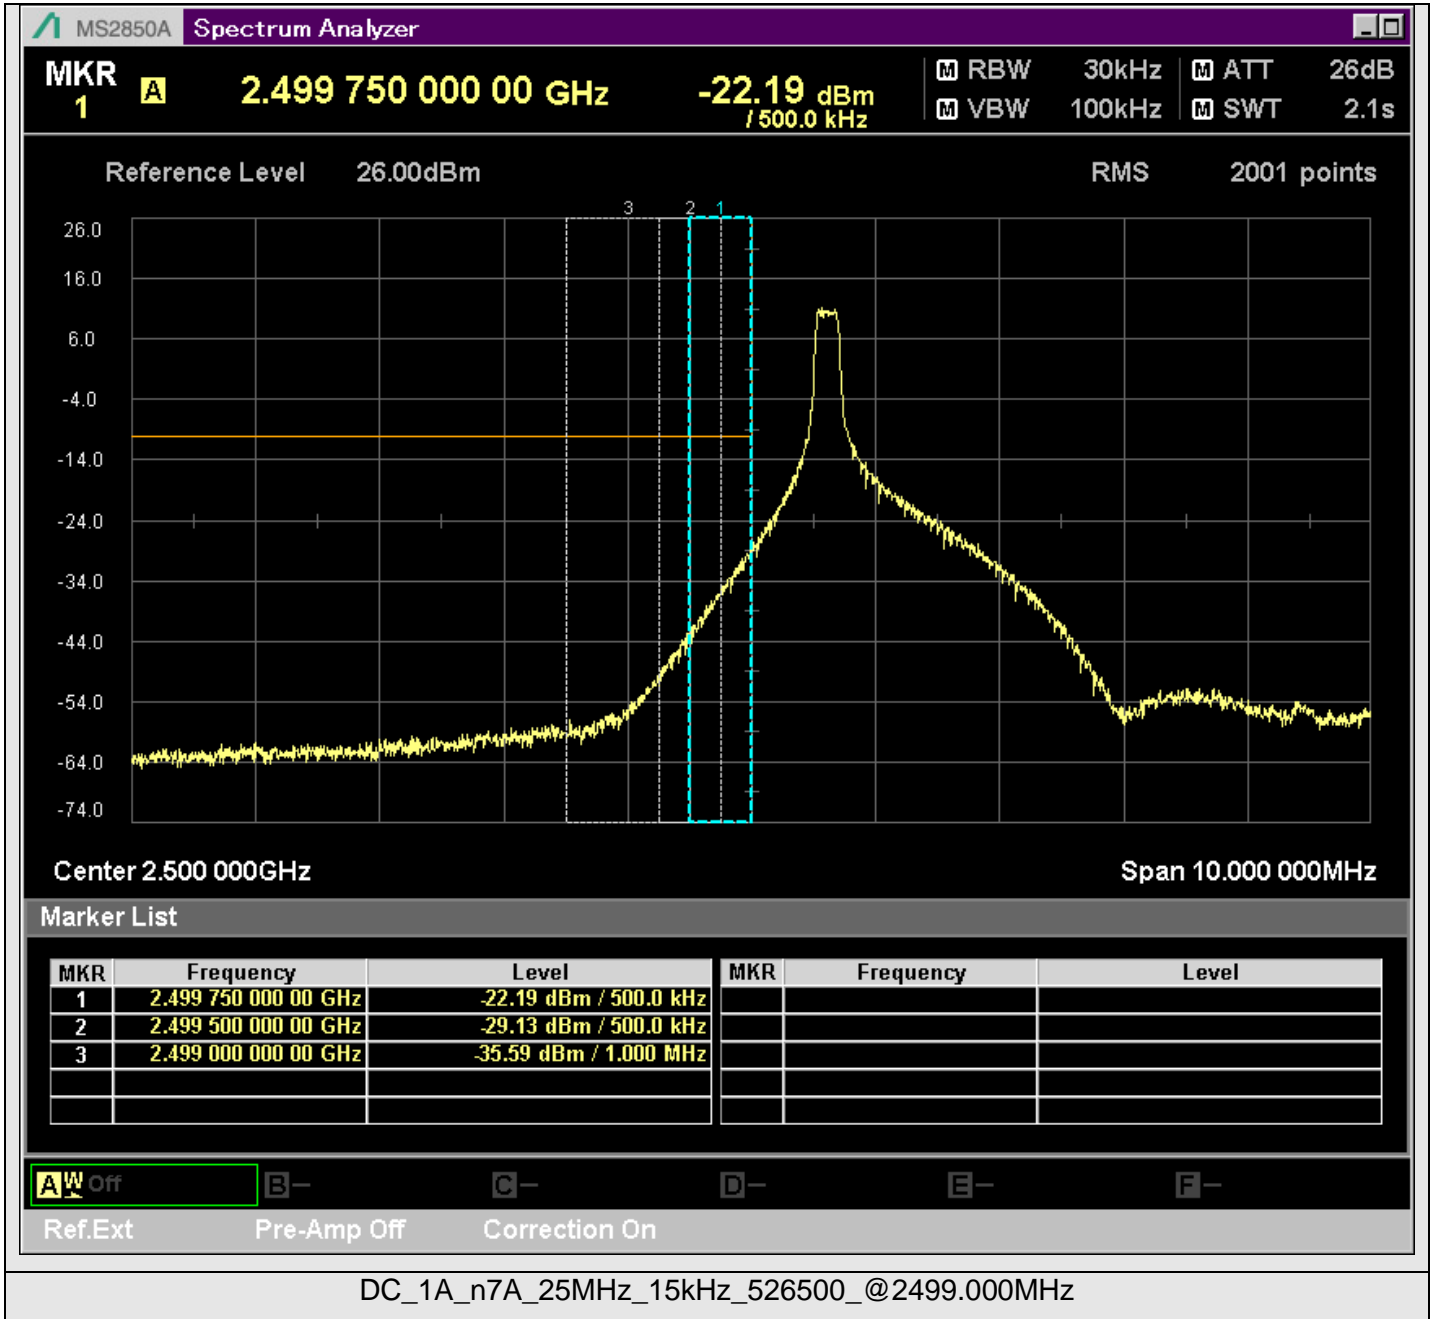 MS2850A Spectrum Analyzer
MKR 1 A 2.499 750 000 00 GHz -22.19 dBm / 500.0 kHz
M RBW 30kHz M ATT 26dB
M VBW 100kHz M SWT 2.1s
Reference Level 26.00dBm RMS 2001 points
3 2 1
26.0
16.0
6.0
-4.0
-14.0
-24.0
-34.0
-44.0
-54.0
-64.0
-74.0
Center 2.500 000GHz Span 10.000 000MHz
Marker List
MKR Frequency Level MKR Frequency Level
1 2.499 750 000 00 GHz -22.19 dBm / 500.0 kHz
2 2.499 500 000 00 GHz -29.13 dBm / 500.0 kHz
3 2.499 000 000 00 GHz -35.59 dBm / 1.000 MHz
A W Off B - C - D - E - F -
Ref.Ext Pre-Amp Off Correction On
DC_1A_n7A_25MHz_15kHz_526500_@2499.000MHz